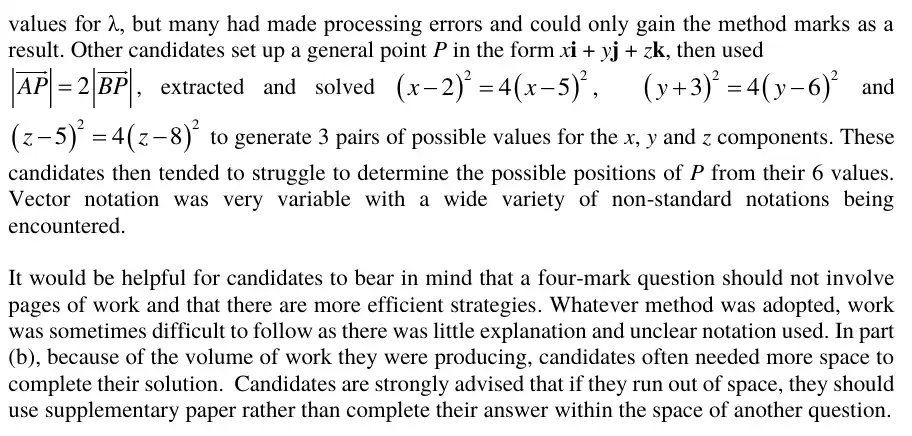 values for λ, but many had made processing errors and could only gain the method marks as a
result. Other candidates set up a general point P in the form xi + yj + zk, then used
|AP⃗| = 2|BP⃗|, extracted and solved (x – 2)² = 4(x – 5)², (y + 3)² = 4(y – 6)² and
(z – 5)² = 4(z – 8)² to generate 3 pairs of possible values for the x, y and z components. These
candidates then tended to struggle to determine the possible positions of P from their 6 values.
Vector notation was very variable with a wide variety of non-standard notations being
encountered.
It would be helpful for candidates to bear in mind that a four-mark question should not involve
pages of work and that there are more efficient strategies. Whatever method was adopted, work
was sometimes difficult to follow as there was little explanation and unclear notation used. In part
(b), because of the volume of work they were producing, candidates often needed more space to
complete their solution. Candidates are strongly advised that if they run out of space, they should
use supplementary paper rather than complete their answer within the space of another question.